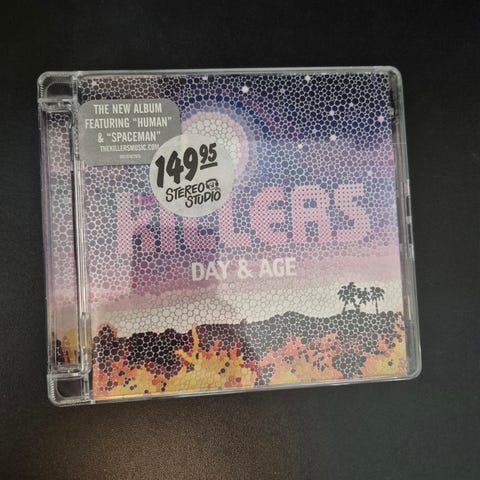 THE NEW ALBUM
FEATURING "HUMAN"
& "SPACEMAN"
THEKILLERSMUSIC.COM
149.95
STEREO
STUDIO
KILLERS
DAY & AGE